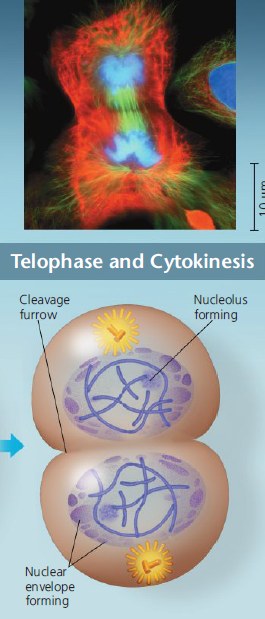 10 µm
Telophase and Cytokinesis
Cleavage
furrow
Nucleolus
forming
Nuclear
envelope
forming